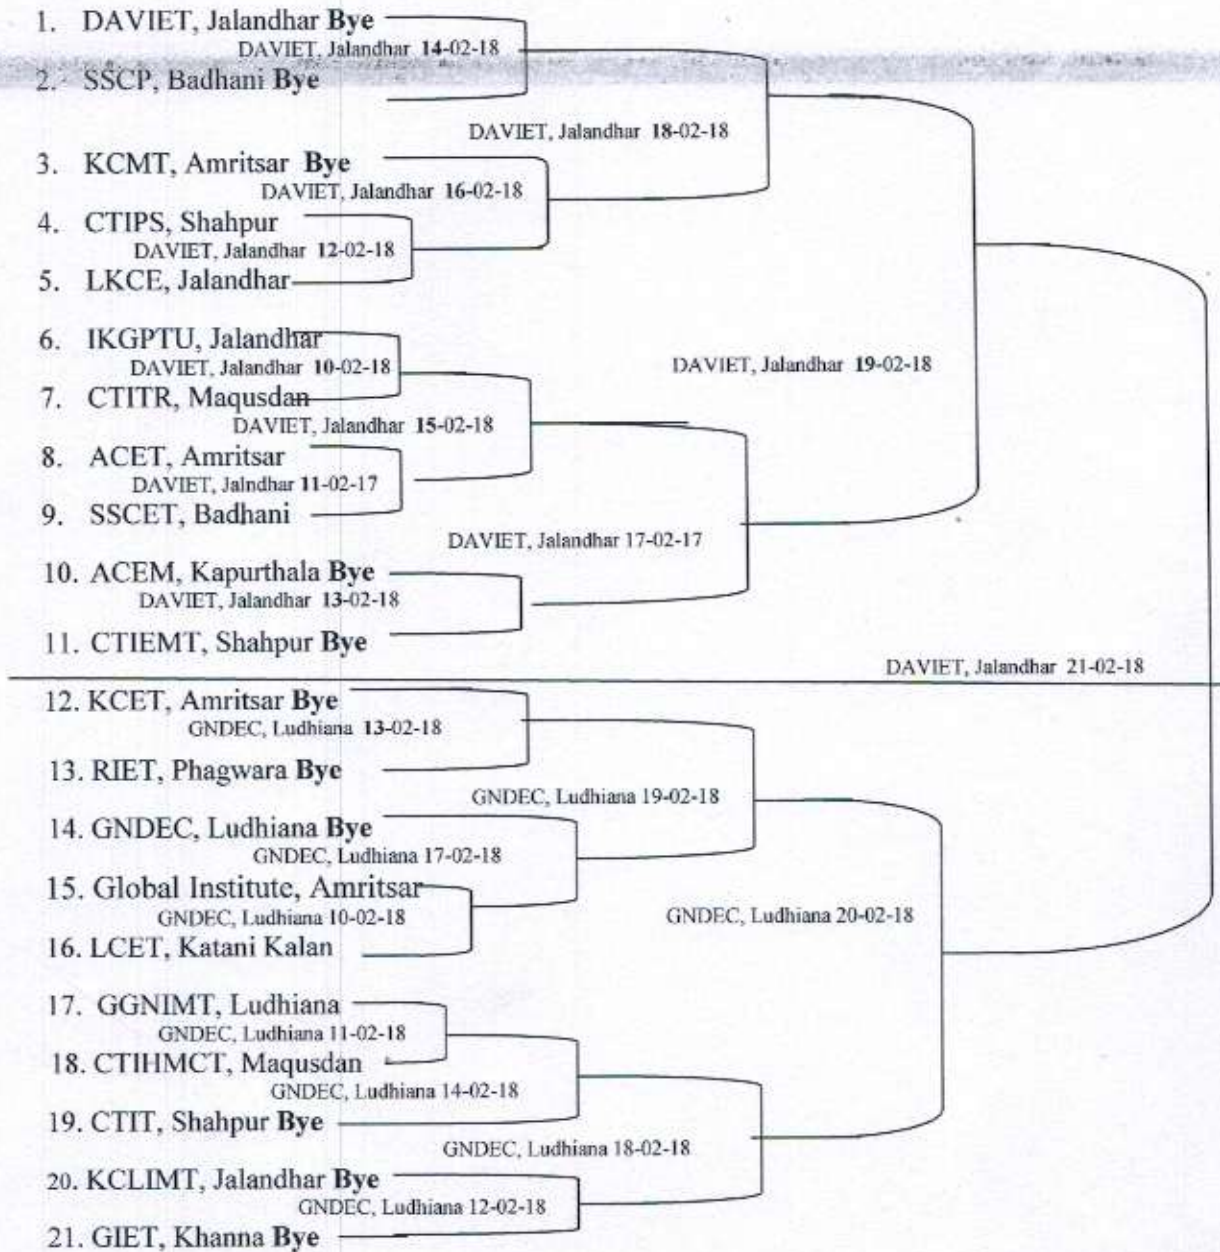 1. DAVIET, Jalandhar Bye
DAVIET, Jalandhar 14-02-18
2. SSCP, Badhani Bye
DAVIET, Jalandhar 18-02-18
3. KCMT, Amritsar Bye
DAVIET, Jalandhar 16-02-18
4. CTIPS, Shahpur
DAVIET, Jalandhar 12-02-18
5. LKCE, Jalandhar
6. IKGPTU, Jalandhar
DAVIET, Jalandhar 10-02-18
DAVIET, Jalandhar 19-02-18
7. CTITR, Maqusdan
DAVIET, Jalandhar 15-02-18
8. ACET, Amritsar
DAVIET, Jalndhar 11-02-17
9. SSCET, Badhani
DAVIET, Jalandhar 17-02-17
10. ACEM, Kapurthala Bye
DAVIET, Jalandhar 13-02-18
11. CTIEMT, Shahpur Bye
DAVIET, Jalandhar 21-02-18
12. KCET, Amritsar Bye
GNDEC, Ludhiana 13-02-18
13. RIET, Phagwara Bye
GNDEC, Ludhiana 19-02-18
14. GNDEC, Ludhiana Bye
GNDEC, Ludhiana 17-02-18
15. Global Institute, Amritsar
GNDEC, Ludhiana 10-02-18
GNDEC, Ludhiana 20-02-18
16. LCET, Katani Kalan
17. GGNIMT, Ludhiana
GNDEC, Ludhiana 11-02-18
18. CTIHMCT, Maqusdan
GNDEC, Ludhiana 14-02-18
19. CTIT, Shahpur Bye
GNDEC, Ludhiana 18-02-18
20. KCLIMT, Jalandhar Bye
GNDEC, Ludhiana 12-02-18
21. GIET, Khanna Bye